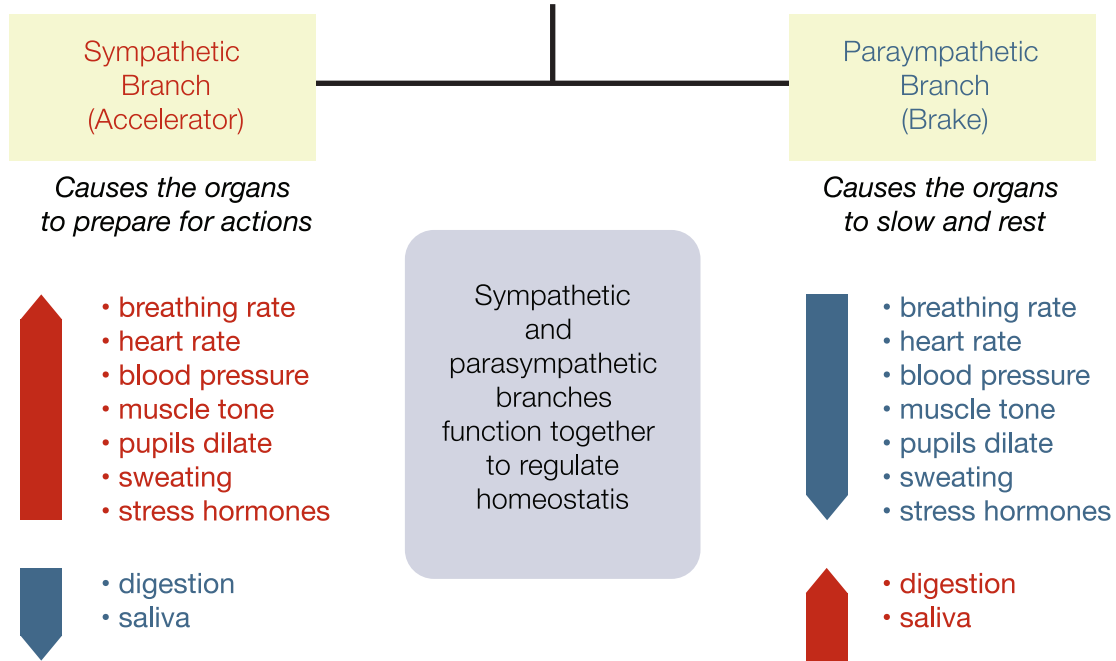 Sympathetic
Branch
(Accelerator)
Causes the organs
to prepare for actions
• breathing rate
• heart rate
• blood pressure
• muscle tone
• pupils dilate
• sweating
• stress hormones
• digestion
• saliva
Sympathetic
and
parasympathetic
branches
function together
to regulate
homeostatis
Paraympathetic
Branch
(Brake)
Causes the organs
to slow and rest
• breathing rate
• heart rate
• blood pressure
• muscle tone
• pupils dilate
• sweating
• stress hormones
• digestion
• saliva